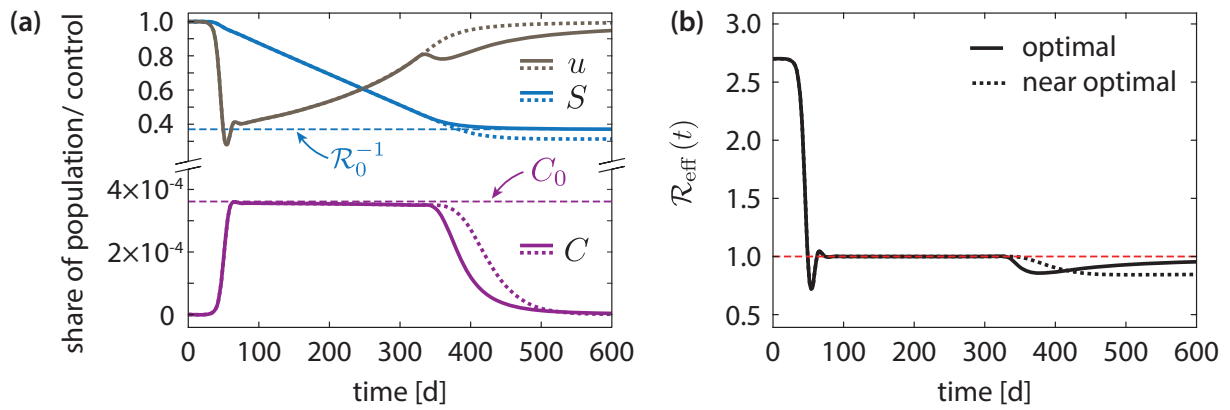 (a)
share of population/ control
1.0
0.8
0.6
0.4
4×10⁻⁴
2×10⁻⁴
0
u
S
R₀⁻¹
C₀
C
0 100 200 300 400 500 600
time [d]
(b)
R_eff (t)
3.0
2.5
2.0
1.5
1.0
0.5
optimal
near optimal
0 100 200 300 400 500 600
time [d]